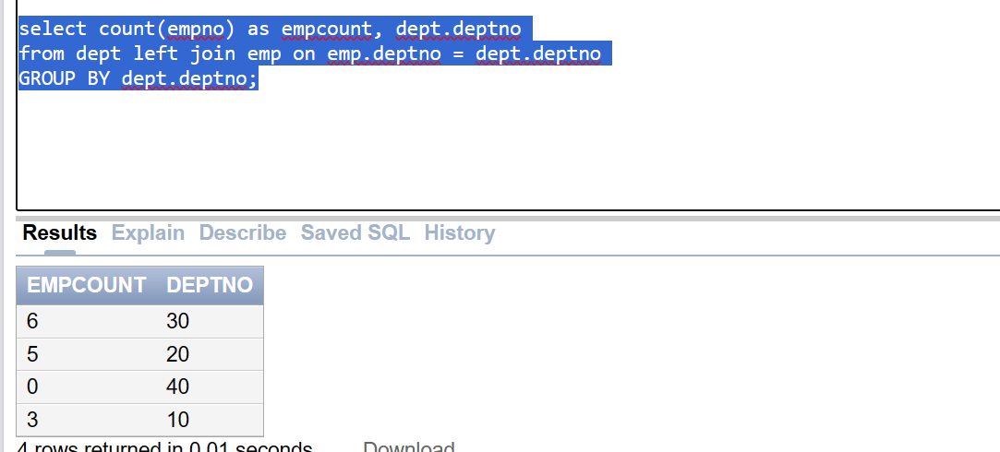 select count(empno) as empcount, dept.deptno
from dept left join emp on emp.deptno = dept.deptno
GROUP BY dept.deptno;
Results Explain Describe Saved SQL History
EMPCOUNT DEPTNO
6 30
5 20
0 40
3 10
4 rows returned in 0.01 seconds Download